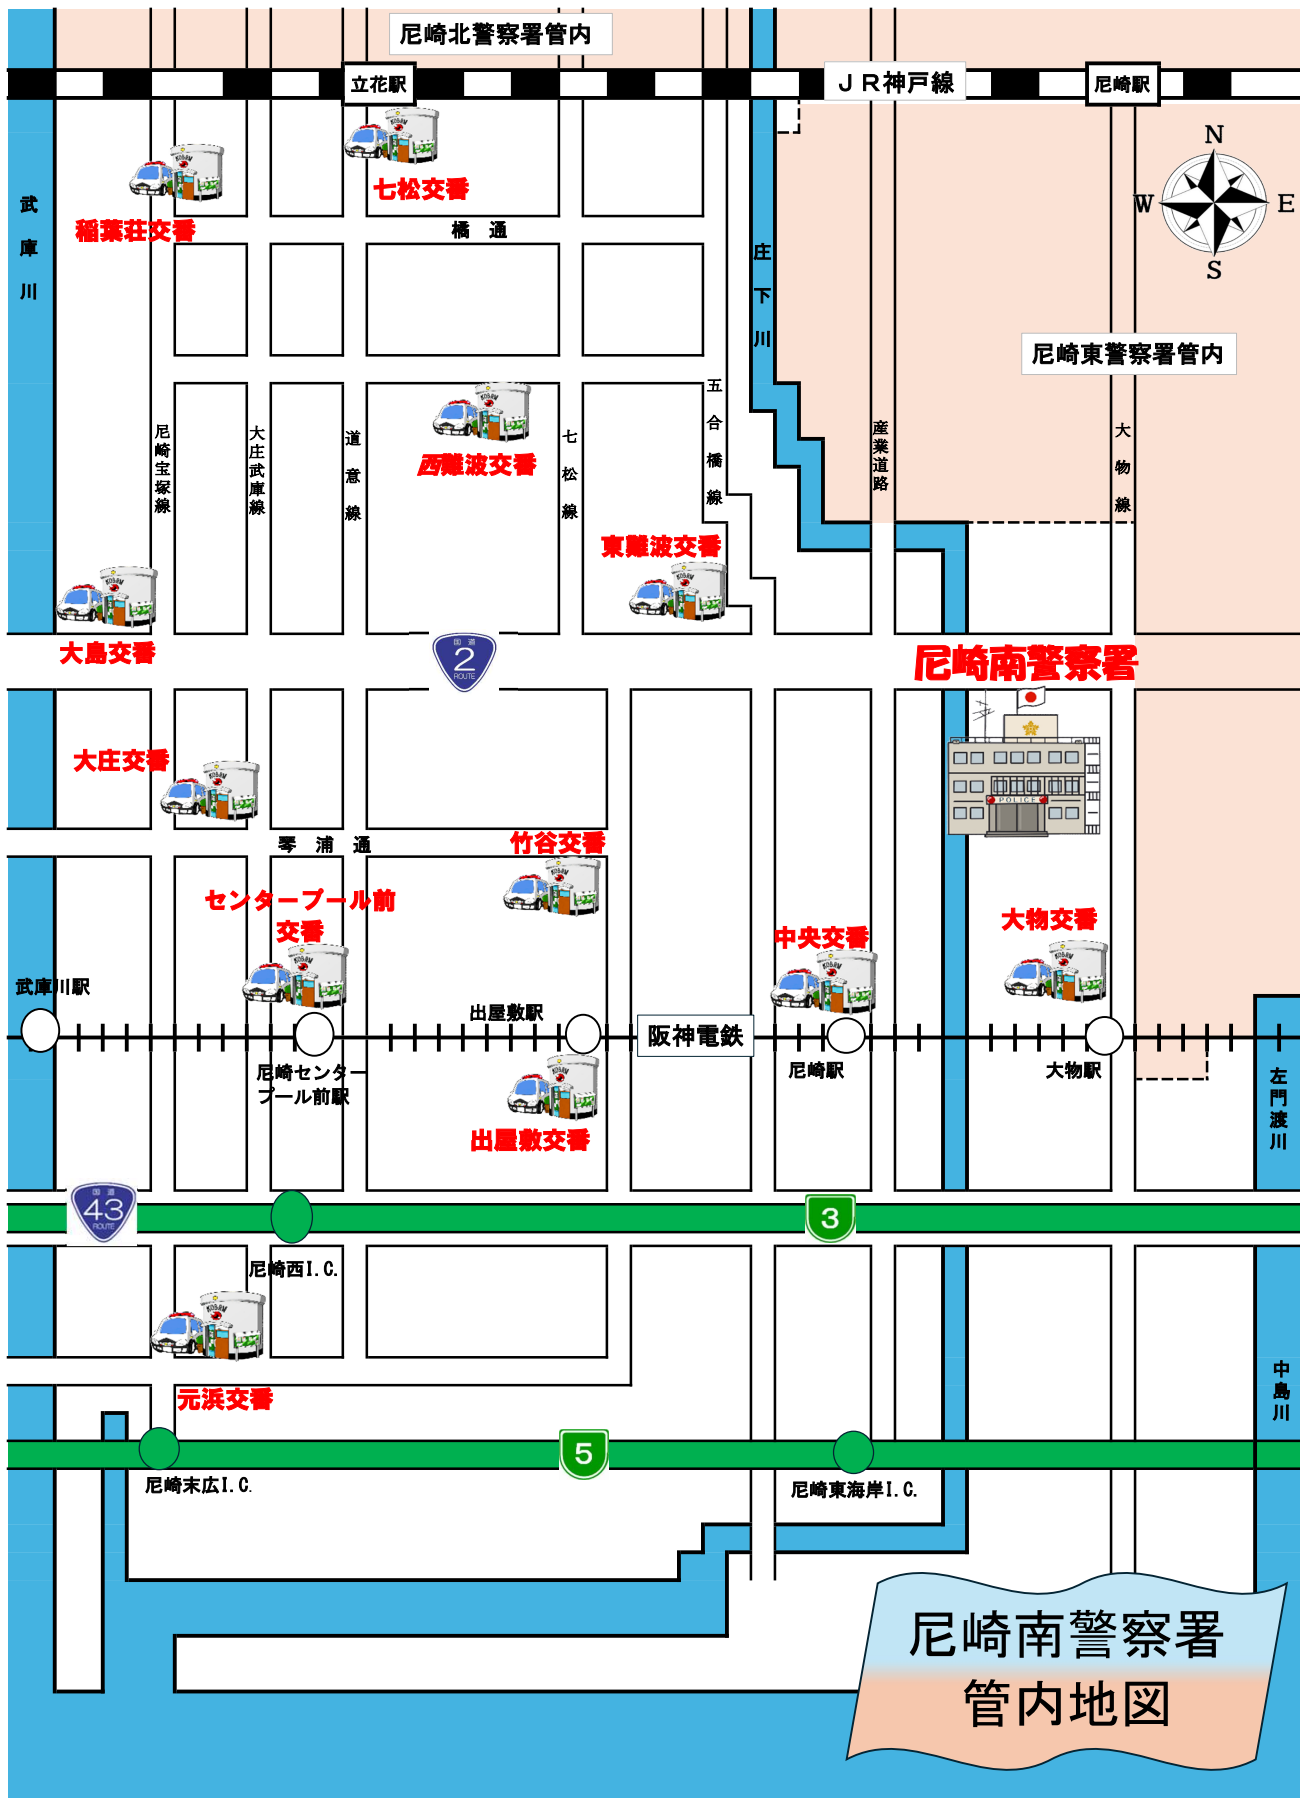 尼崎北警察署管内
立花駅
ＪＲ神戸線
尼崎駅
七松交番
稲葉荘交番
橘通
武庫川
庄下川
N
W
E
S
尼崎東警察署管内
尼崎宝塚線
大庄武庫線
道意線
西難波交番
七松線
五合橋線
産業道路
大物線
東難波交番
大島交番
国道
2
ROUTE
尼崎南警察署
POLICE
大庄交番
琴浦通
竹谷交番
センタープール前
交番
中央交番
大物交番
武庫川駅
出屋敷駅
阪神電鉄
尼崎センター
プール前駅
尼崎駅
大物駅
左門渡川
出屋敷交番
国道
43
ROUTE
3
尼崎西I.C.
元浜交番
中島川
5
尼崎末広I.C.
尼崎東海岸I.C.
尼崎南警察署
管内地図